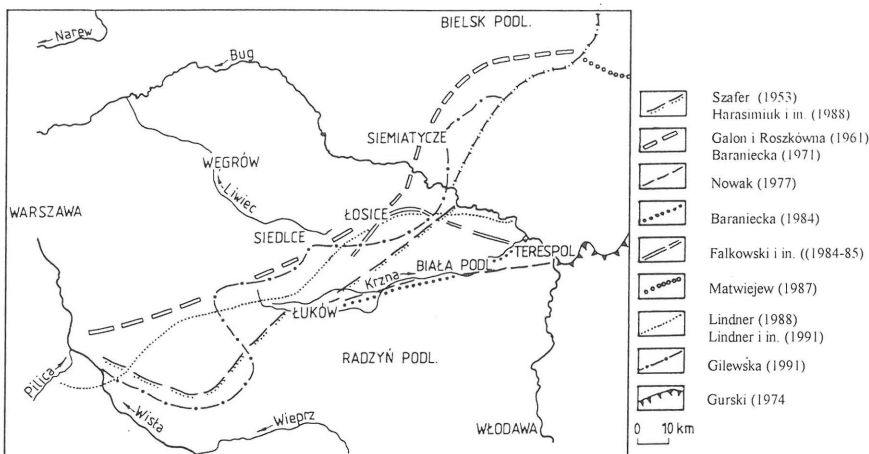 BIELSK PODL.
Narew
Bug
SIEMIATYCZE
WĘGRÓW
Liwiec
WARSZAWA
ŁOSICE
SIEDLCE
TERESPOL
BIAŁA PODL.
Krzna
ŁUKÓW
RADZYŃ PODL.
Pilica
Wisła
Wieprz
WŁODAWA
Szafer (1953)
Harasimiuk i in. (1988)
Galon i Roszkówna (1961)
Baraniecka (1971)
Nowak (1977)
Baraniecka (1984)
Falkowski i in. ((1984-85)
Matwiejew (1987)
Lindner (1988)
Lindner i in. (1991)
Gilewska (1991)
Gurski (1974
0 10 km